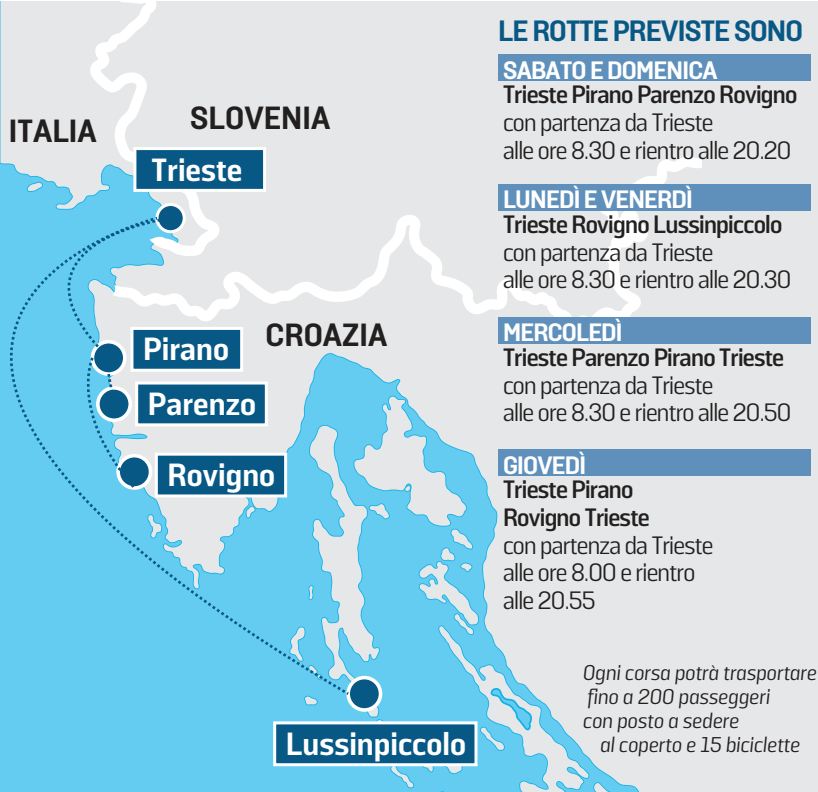 ITALIA
SLOVENIA
Trieste
CROAZIA
Pirano
Parenzo
Rovigno
Lussinpiccolo
LE ROTTE PREVISTE SONO
SABATO E DOMENICA
Trieste Pirano Parenzo Rovigno
con partenza da Trieste
alle ore 8.30 e rientro alle 20.20
LUNEDÌ E VENERDÌ
Trieste Rovigno Lussinpiccolo
con partenza da Trieste
alle ore 8.30 e rientro alle 20.30
MERCOLEDÌ
Trieste Parenzo Pirano Trieste
con partenza da Trieste
alle ore 8.30 e rientro alle 20.50
GIOVEDÌ
Trieste Pirano
Rovigno Trieste
con partenza da Trieste
alle ore 8.00 e rientro
alle 20.55
Ogni corsa potrà trasportare
fino a 200 passeggeri
con posto a sedere
al coperto e 15 biciclette